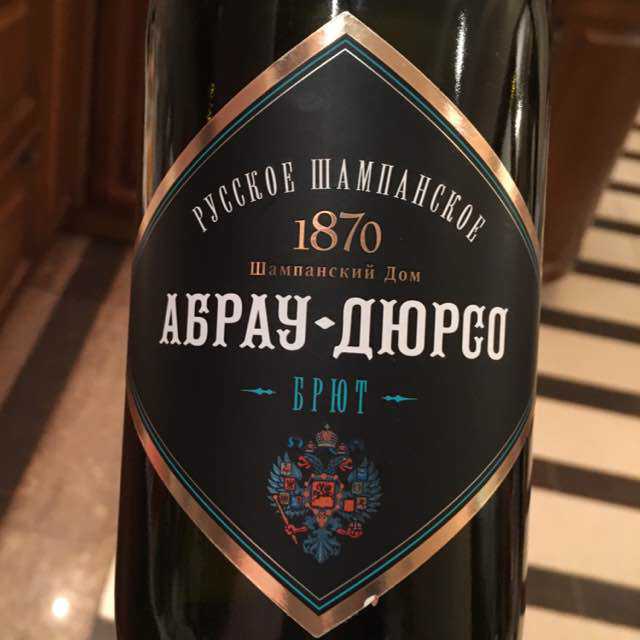 РУССКОЕ ШАМПАНСКОЕ
1870
Шампанский Дом
АБРАУ-ДЮРСО
БРЮТ